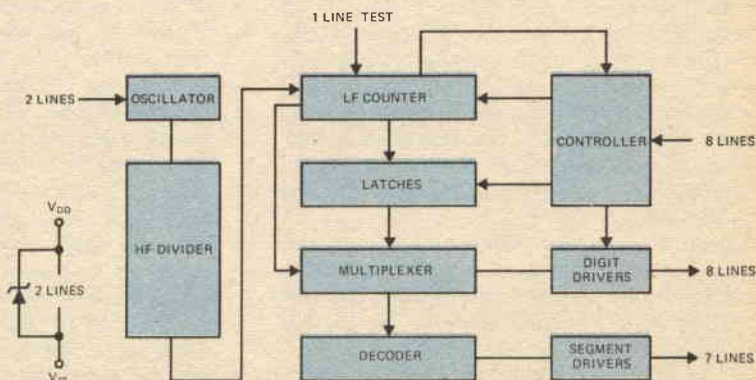 1 LINE TEST
2 LINES
OSCILLATOR
LF COUNTER
CONTROLLER
8 LINES
LATCHES
V_DD
HF DIVIDER
2 LINES
MULTIPLEXER
DIGIT
DRIVERS
8 LINES
DECODER
SEGMENT
DRIVERS
7 LINES